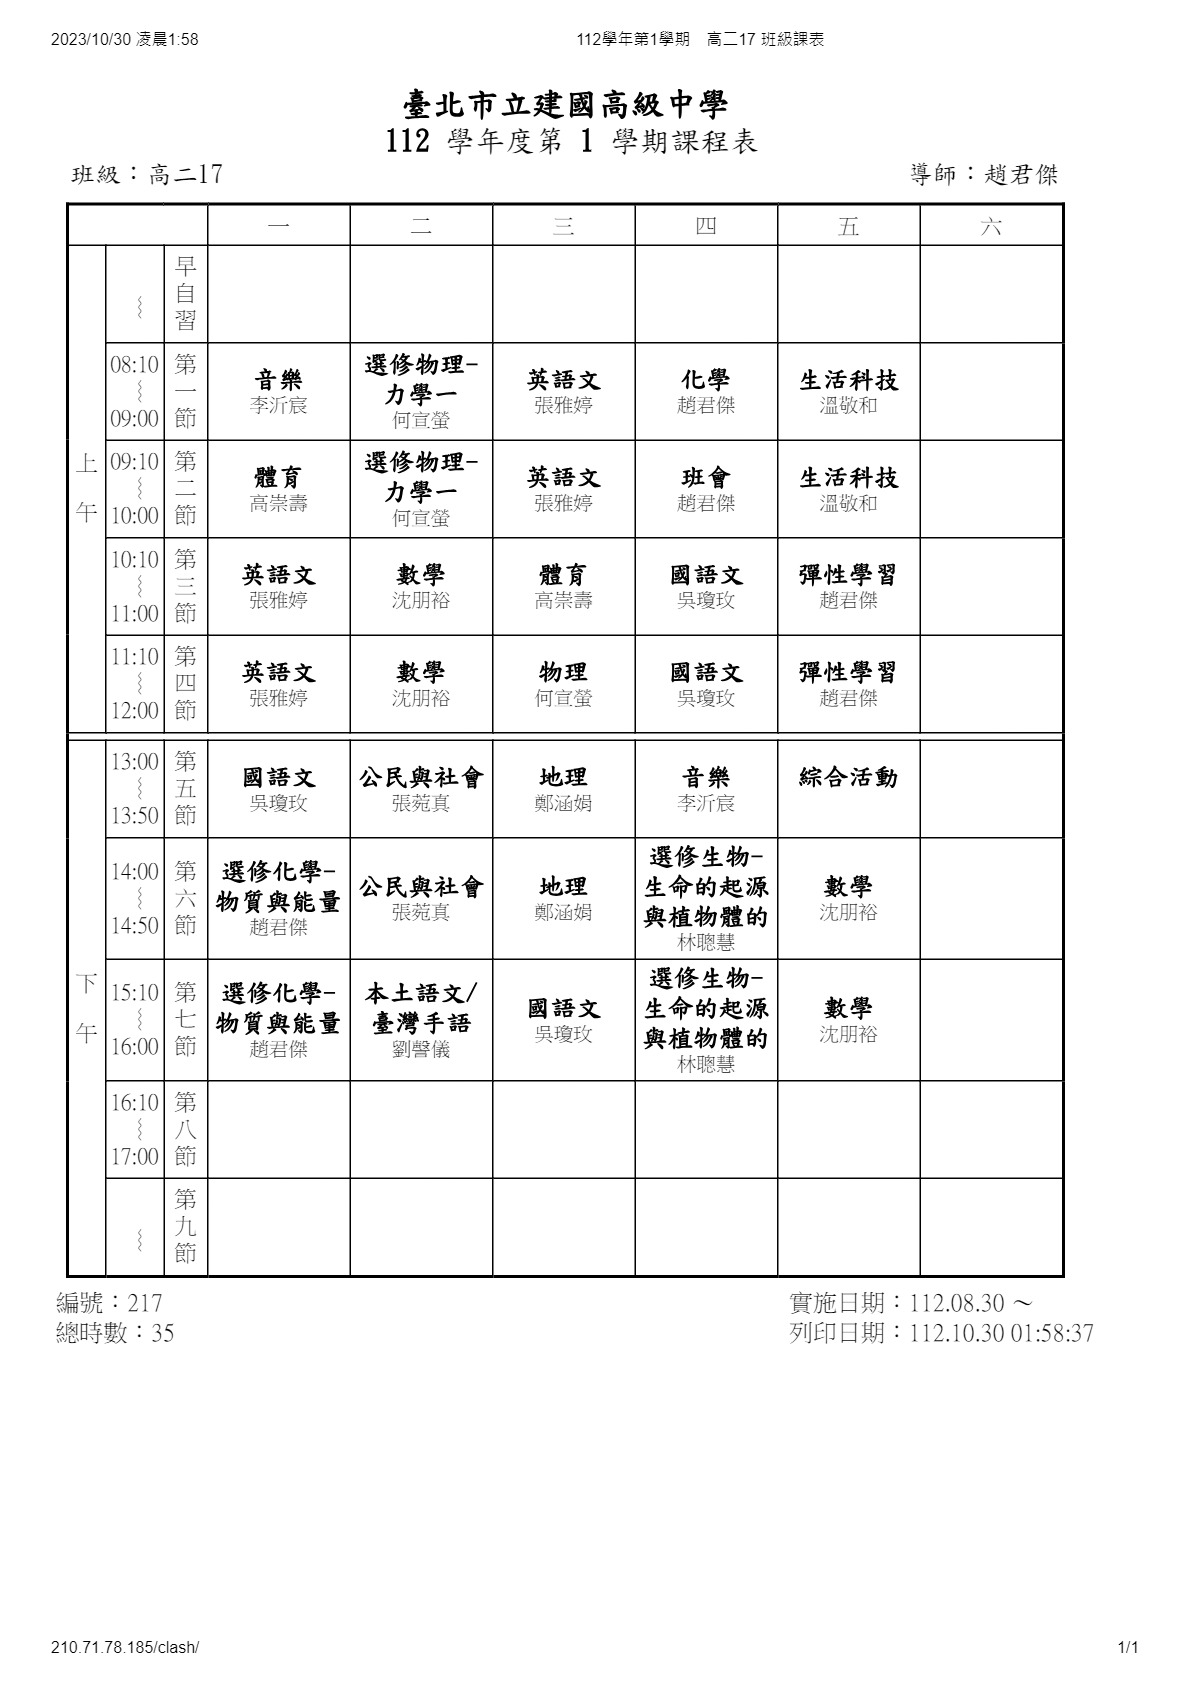 2023/10/30 凌晨1:58
112學年第1學期　高二17 班級課表
臺北市立建國高級中學
112 學年度第 1 學期課程表
班級：高二17
導師：趙君傑
一 二 三 四 五 六
上午
～
早自習
08:10
～
09:00
第一節
音樂
李沂宸
選修物理-
力學一
何宣螢
英語文
張雅婷
化學
趙君傑
生活科技
溫敬和
09:10
～
10:00
第二節
體育
高崇壽
選修物理-
力學一
何宣螢
英語文
張雅婷
班會
趙君傑
生活科技
溫敬和
10:10
～
11:00
第三節
英語文
張雅婷
數學
沈朋裕
體育
高崇壽
國語文
吳瓊玫
彈性學習
趙君傑
11:10
～
12:00
第四節
英語文
張雅婷
數學
沈朋裕
物理
何宣螢
國語文
吳瓊玫
彈性學習
趙君傑
下午
13:00
～
13:50
第五節
國語文
吳瓊玫
公民與社會
張菀真
地理
鄭涵娟
音樂
李沂宸
綜合活動
14:00
～
14:50
第六節
選修化學-
物質與能量
趙君傑
公民與社會
張菀真
地理
鄭涵娟
選修生物-
生命的起源
與植物體的
林聰慧
數學
沈朋裕
15:10
～
16:00
第七節
選修化學-
物質與能量
趙君傑
本土語文/
臺灣手語
劉謦儀
國語文
吳瓊玫
選修生物-
生命的起源
與植物體的
林聰慧
數學
沈朋裕
16:10
～
17:00
第八節
～
第九節
編號：217
實施日期：112.08.30 ～
總時數：35
列印日期：112.10.30 01:58:37
210.71.78.185/clash/
1/1